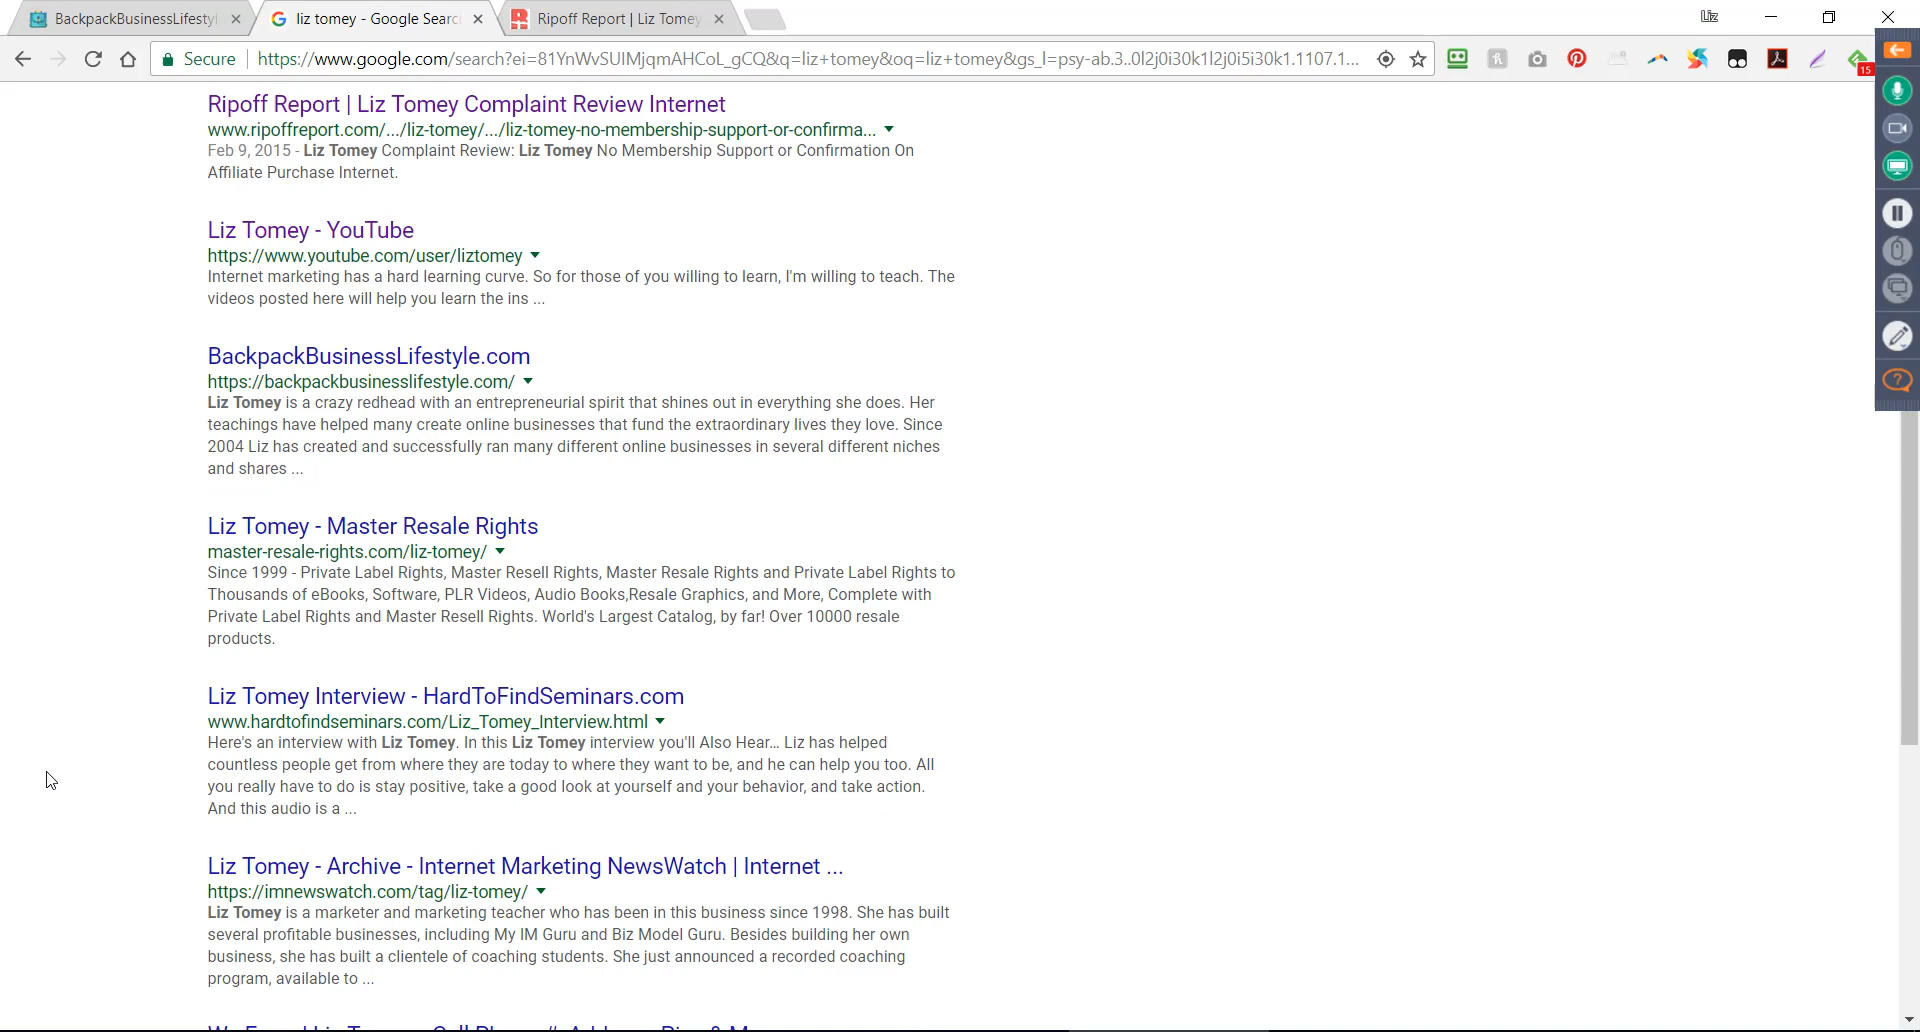 BackpackBusinessLifesty
liz tomey - Google Searc
Ripoff Report | Liz Tomey
Liz
Secure
https://www.google.com/search?ei=81YnWvSUIMjqmAHCoL_gCQ&q=liz+tomey&oq=liz+tomey&gs_l=psy-ab.3..0l2j0i30k1l2j0i5i30k1.1107.1...
15
Ripoff Report | Liz Tomey Complaint Review Internet
www.ripoffreport.com/.../liz-tomey/.../liz-tomey-no-membership-support-or-confirma...
Feb 9, 2015 - Liz Tomey Complaint Review: Liz Tomey No Membership Support or Confirmation On
Affiliate Purchase Internet.
Liz Tomey - YouTube
https://www.youtube.com/user/liztomey
Internet marketing has a hard learning curve. So for those of you willing to learn, I'm willing to teach. The
videos posted here will help you learn the ins ...
BackpackBusinessLifestyle.com
https://backpackbusinesslifestyle.com/
Liz Tomey is a crazy redhead with an entrepreneurial spirit that shines out in everything she does. Her
teachings have helped many create online businesses that fund the extraordinary lives they love. Since
2004 Liz has created and successfully ran many different online businesses in several different niches
and shares ...
Liz Tomey - Master Resale Rights
master-resale-rights.com/liz-tomey/
Since 1999 - Private Label Rights, Master Resell Rights, Master Resale Rights and Private Label Rights to
Thousands of eBooks, Software, PLR Videos, Audio Books,Resale Graphics, and More, Complete with
Private Label Rights and Master Resell Rights. World's Largest Catalog, by far! Over 10000 resale
products.
Liz Tomey Interview - HardToFindSeminars.com
www.hardtofindseminars.com/Liz_Tomey_Interview.html
Here's an interview with Liz Tomey. In this Liz Tomey interview you'll Also Hear... Liz has helped
countless people get from where they are today to where they want to be, and he can help you too. All
you really have to do is stay positive, take a good look at yourself and your behavior, and take action.
And this audio is a ...
Liz Tomey - Archive - Internet Marketing NewsWatch | Internet ...
https://imnewswatch.com/tag/liz-tomey/
Liz Tomey is a marketer and marketing teacher who has been in this business since 1998. She has built
several profitable businesses, including My IM Guru and Biz Model Guru. Besides building her own
business, she has built a clientele of coaching students. She just announced a recorded coaching
program, available to ...